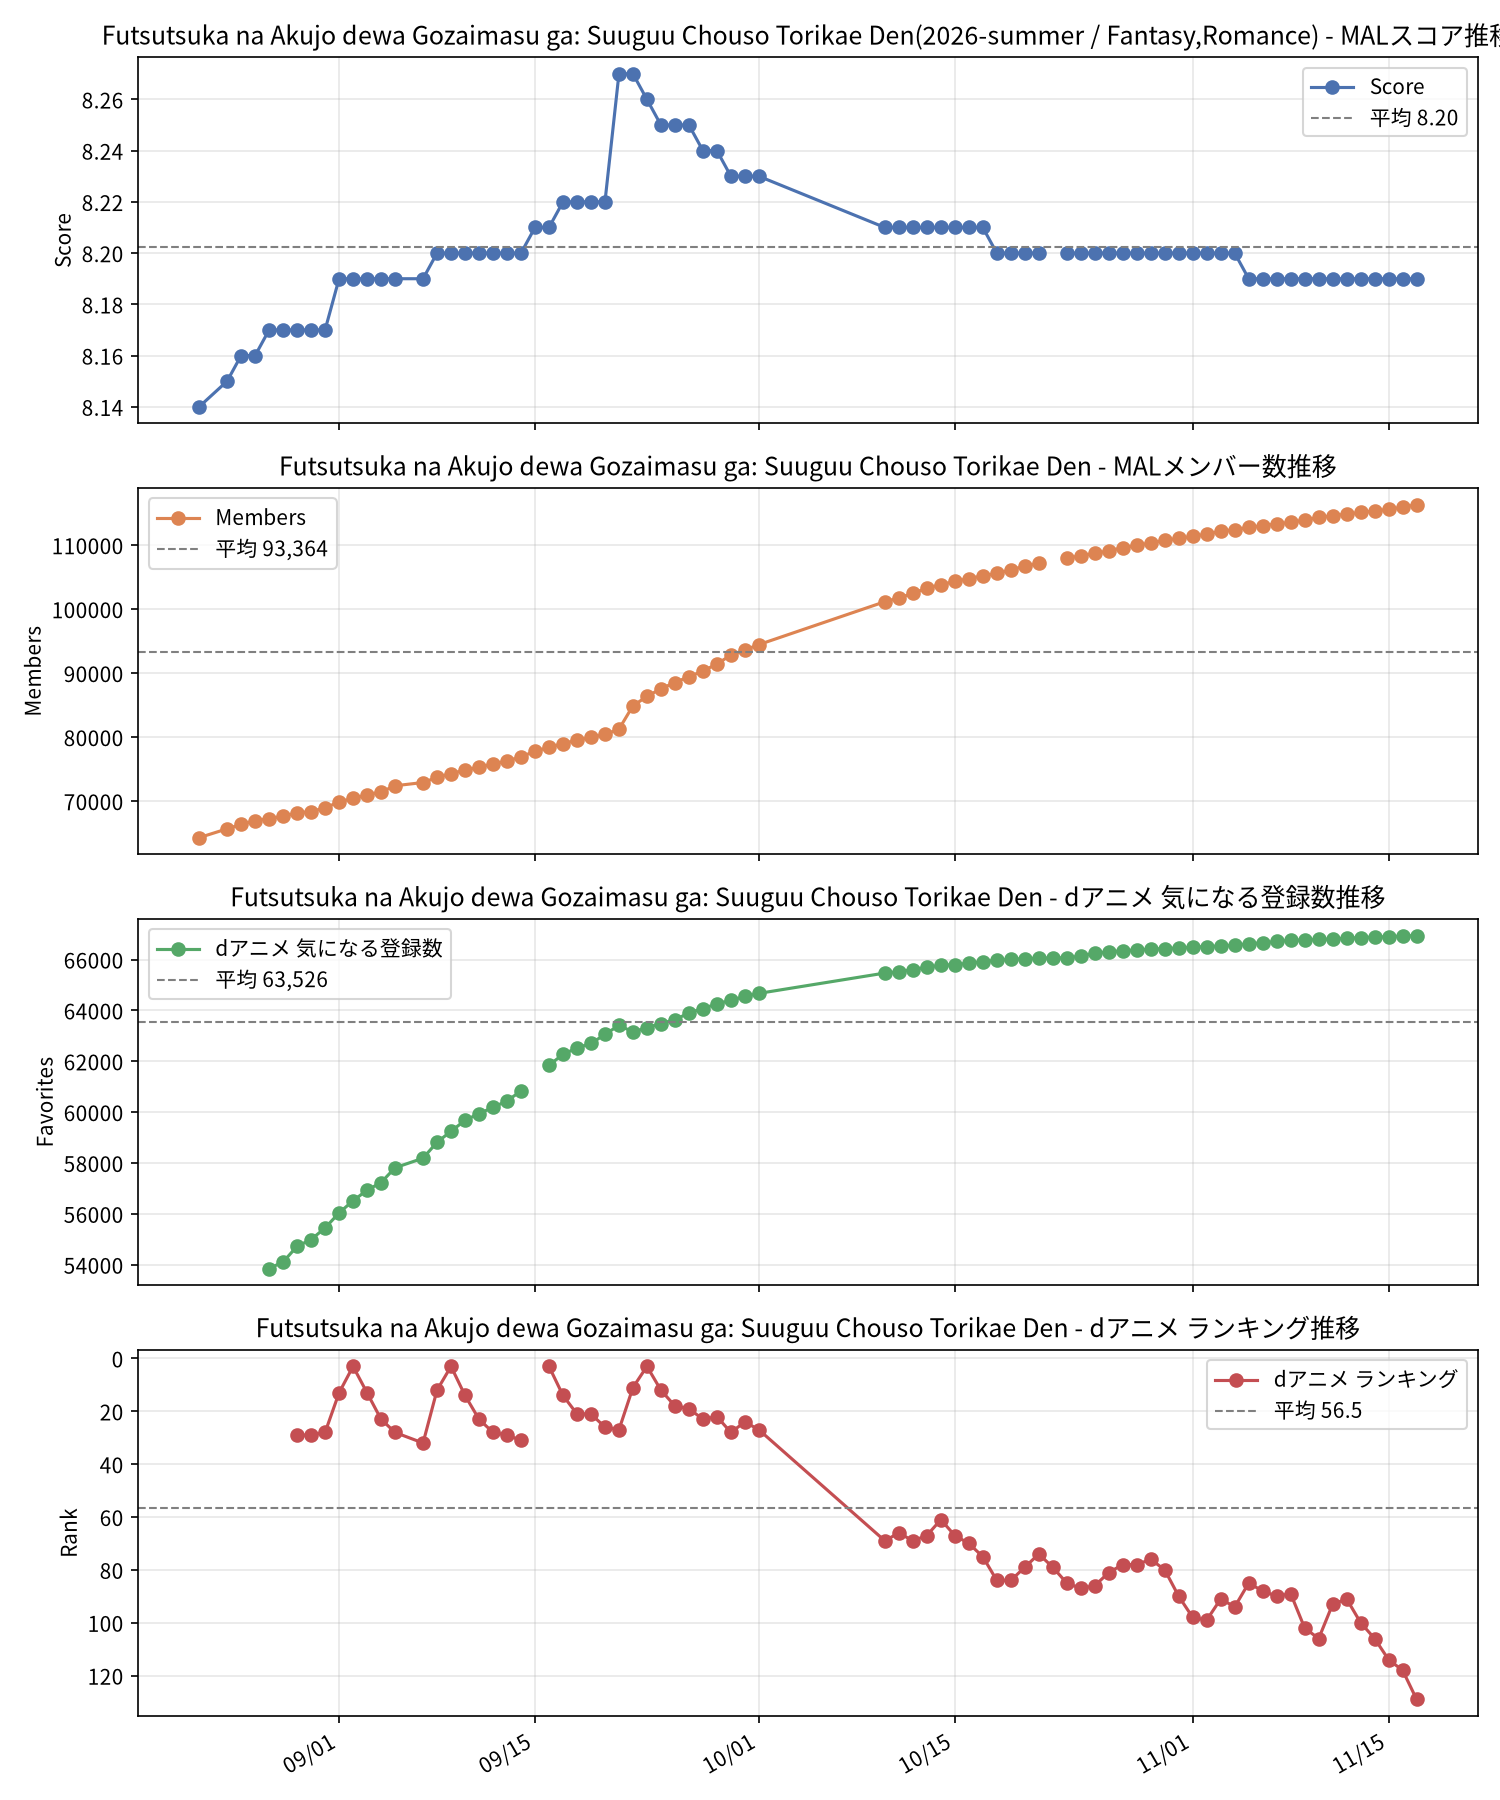 Futsutsuka na Akujo dewa Gozaimasu ga: Suuguu Chouso Torikae Den(2026-summer / Fantasy,Romance) - MALスコア推移
Score
平均 8.20
8.26
8.24
8.22
8.20
8.18
8.16
8.14
Score
Futsutsuka na Akujo dewa Gozaimasu ga: Suuguu Chouso Torikae Den - MALメンバー数推移
Members
平均 93,364
110000
100000
90000
80000
70000
Members
Futsutsuka na Akujo dewa Gozaimasu ga: Suuguu Chouso Torikae Den - dアニメ 気になる登録数推移
dアニメ 気になる登録数
平均 63,526
66000
64000
62000
60000
58000
56000
54000
Favorites
Futsutsuka na Akujo dewa Gozaimasu ga: Suuguu Chouso Torikae Den - dアニメ ランキング推移
dアニメ ランキング
平均 56.5
0
20
40
60
80
100
120
Rank
09/01
09/15
10/01
10/15
11/01
11/15